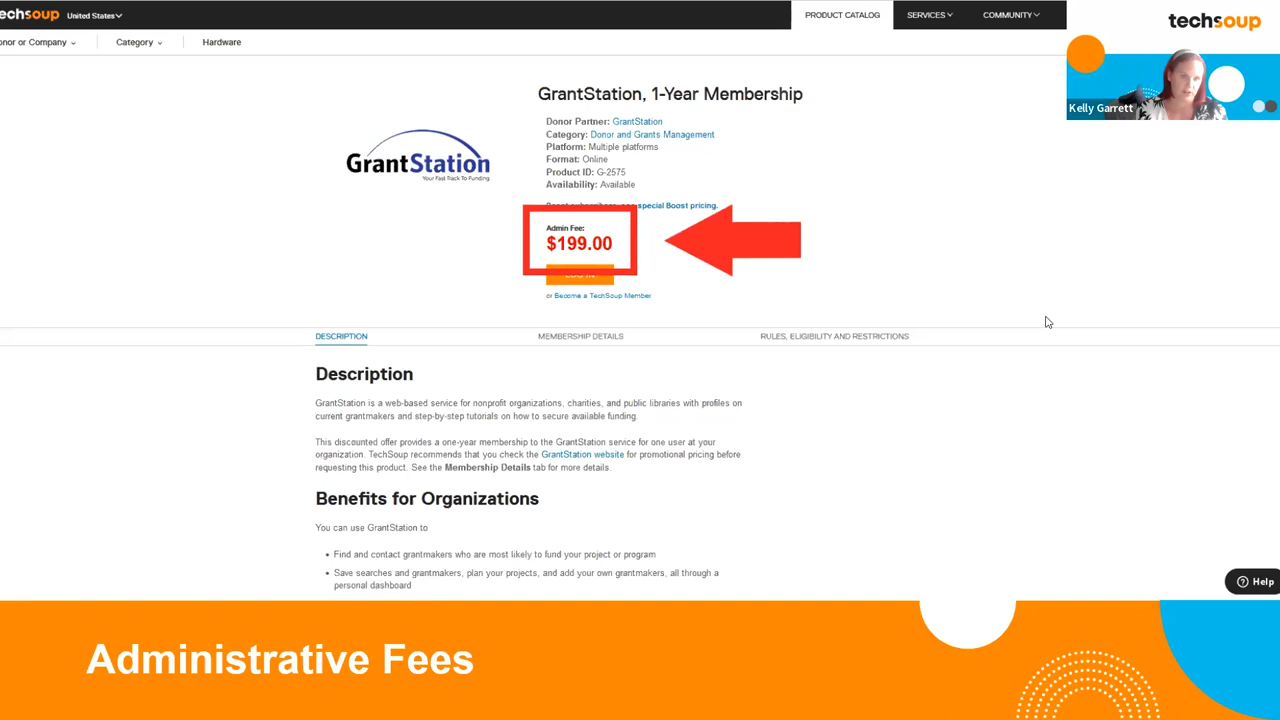 techsoup United States PRODUCT CATALOG SERVICES COMMUNITY
techsoup
onor or Company Category Hardware
Kelly Garrett
GrantStation, 1-Year Membership
Donor Partner: GrantStation
Category: Donor and Grants Management
Platform: Multiple platforms
Format: Online
Product ID: G-2575
Availability: Available
GrantStation
Your Fast Track To Funding
special Boost pricing.
Admin Fee:
$199.00
or Become a TechSoup Member
DESCRIPTION MEMBERSHIP DETAILS RULES, ELIGIBILITY AND RESTRICTIONS
Description
GrantStation is a web-based service for nonprofit organizations, charities, and public libraries with profiles on
current grantmakers and step-by-step tutorials on how to secure available funding.
This discounted offer provides a one-year membership to the GrantStation service for one user at your
organization. TechSoup recommends that you check the GrantStation website for promotional pricing before
requesting this product. See the Membership Details tab for more details.
Benefits for Organizations
You can use GrantStation to
• Find and contact grantmakers who are most likely to fund your project or program
• Save searches and grantmakers, plan your projects, and add your own grantmakers, all through a
personal dashboard
Help
Administrative Fees